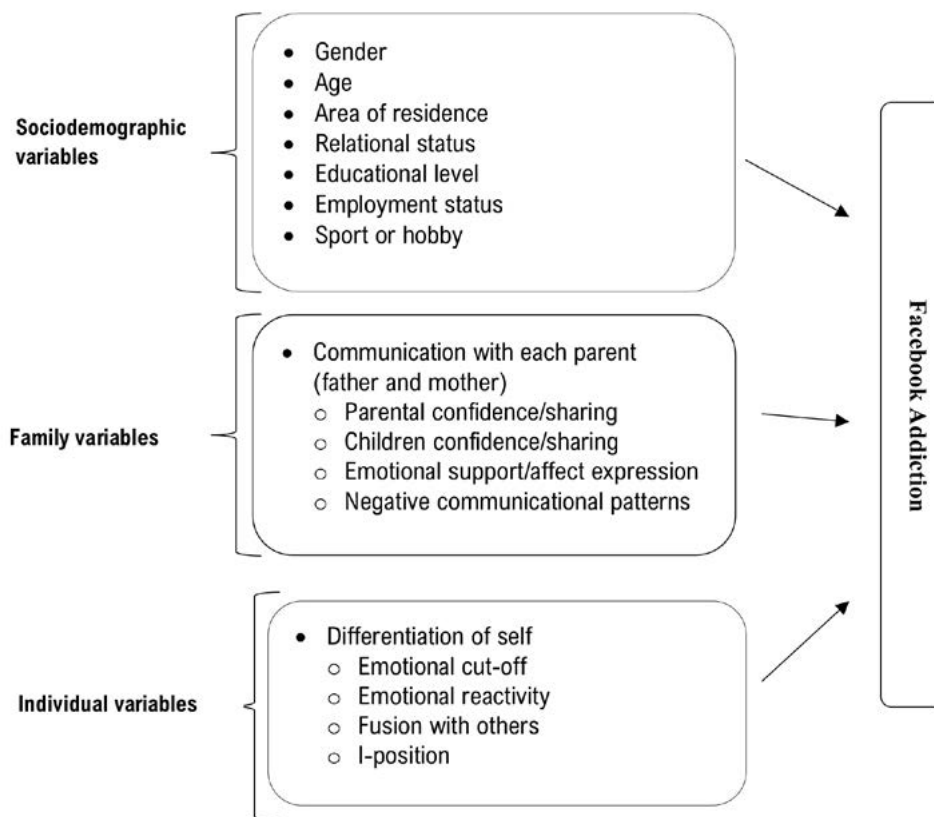 Sociodemographic
variables
• Gender
• Age
• Area of residence
• Relational status
• Educational level
• Employment status
• Sport or hobby
Family variables
• Communication with each parent
(father and mother)
o Parental confidence/sharing
o Children confidence/sharing
o Emotional support/affect expression
o Negative communicational patterns
Individual variables
• Differentiation of self
o Emotional cut-off
o Emotional reactivity
o Fusion with others
o I-position
Facebook Addiction